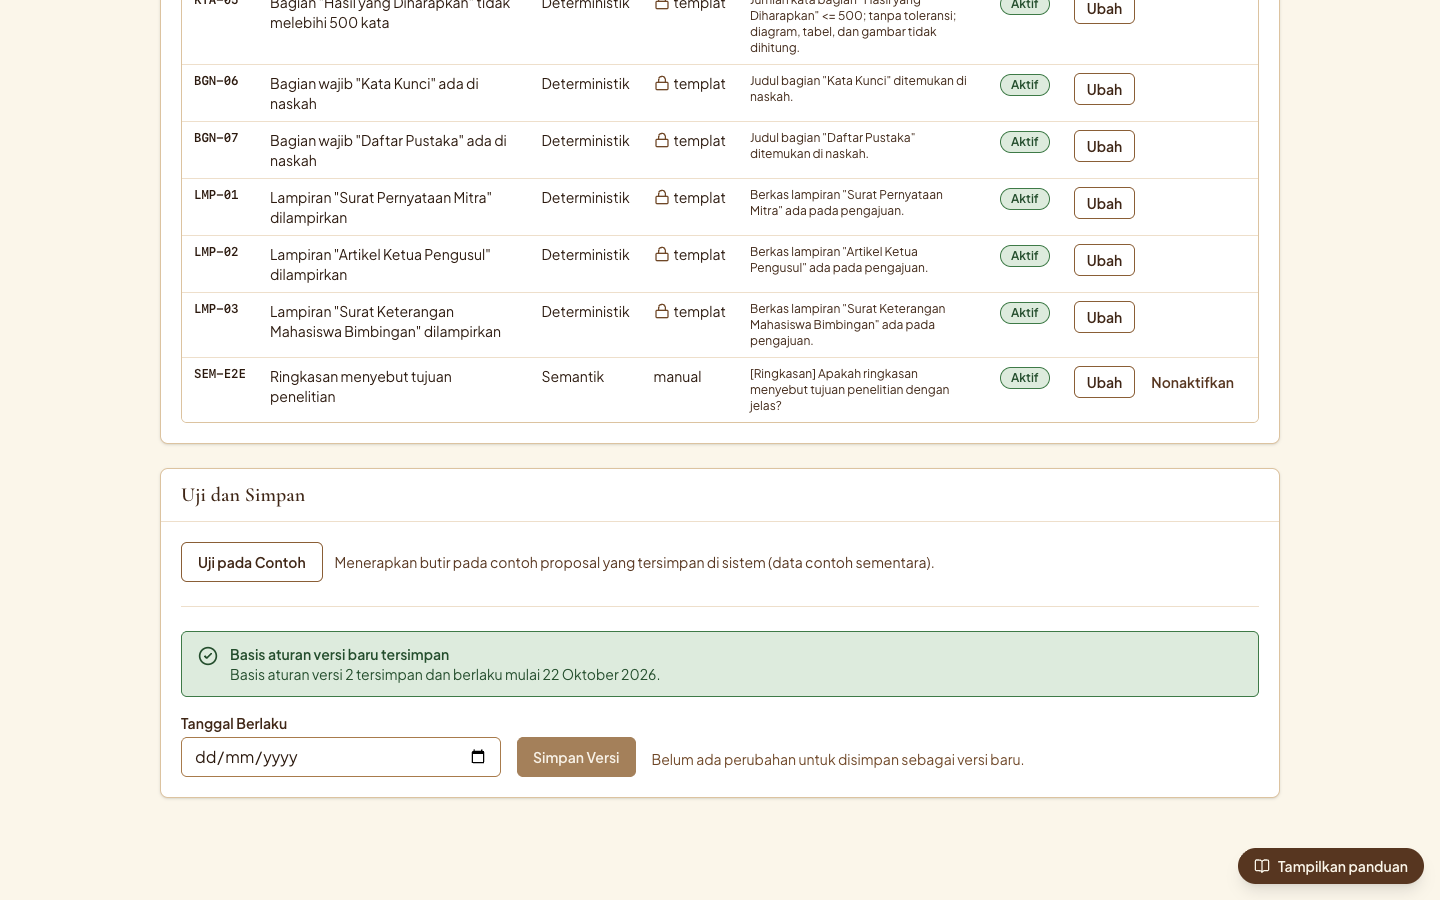 KTA-05 Bagian "Hasil yang Diharapkan" tidak melebihi 500 kata Deterministik templat Jumlah kata bagian "Hasil yang Diharapkan" <= 500; tanpa toleransi; diagram, tabel, dan gambar tidak dihitung. Aktif Ubah
BGN-06 Bagian wajib "Kata Kunci" ada di naskah Deterministik templat Judul bagian "Kata Kunci" ditemukan di naskah. Aktif Ubah
BGN-07 Bagian wajib "Daftar Pustaka" ada di naskah Deterministik templat Judul bagian "Daftar Pustaka" ditemukan di naskah. Aktif Ubah
LMP-01 Lampiran "Surat Pernyataan Mitra" dilampirkan Deterministik templat Berkas lampiran "Surat Pernyataan Mitra" ada pada pengajuan. Aktif Ubah
LMP-02 Lampiran "Artikel Ketua Pengusul" dilampirkan Deterministik templat Berkas lampiran "Artikel Ketua Pengusul" ada pada pengajuan. Aktif Ubah
LMP-03 Lampiran "Surat Keterangan Mahasiswa Bimbingan" dilampirkan Deterministik templat Berkas lampiran "Surat Keterangan Mahasiswa Bimbingan" ada pada pengajuan. Aktif Ubah
SEM-E2E Ringkasan menyebut tujuan penelitian Semantik manual [Ringkasan] Apakah ringkasan menyebut tujuan penelitian dengan jelas? Aktif Ubah Nonaktifkan
Uji dan Simpan
Uji pada Contoh Menerapkan butir pada contoh proposal yang tersimpan di sistem (data contoh sementara).
Basis aturan versi baru tersimpan
Basis aturan versi 2 tersimpan dan berlaku mulai 22 Oktober 2026.
Tanggal Berlaku
dd/mm/yyyy Simpan Versi Belum ada perubahan untuk disimpan sebagai versi baru.
Tampilkan panduan